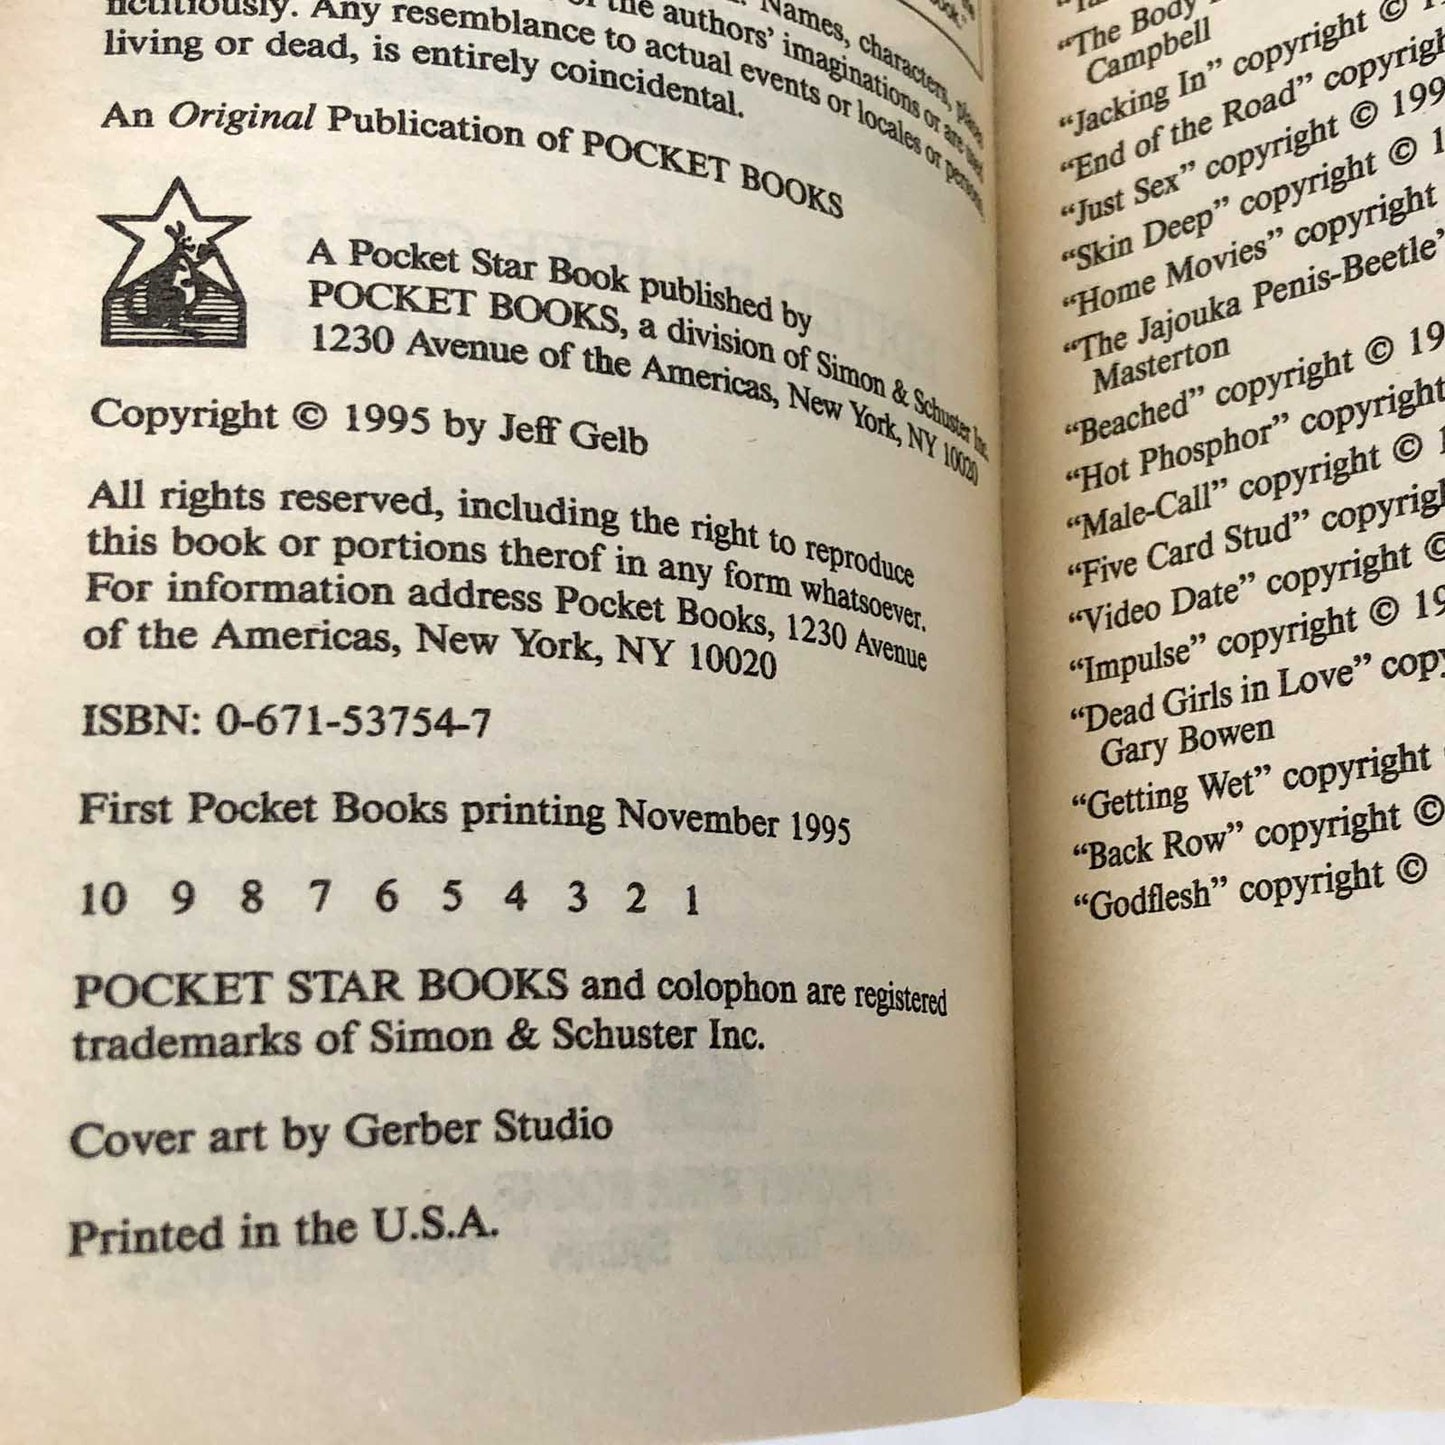 fictitiously. Any resemblance to actual events or locales or persons,
living or dead, is entirely coincidental.
An Original Publication of POCKET BOOKS
A Pocket Star Book published by
POCKET BOOKS, a division of Simon & Schuster Inc.
1230 Avenue of the Americas, New York, NY 10020
Copyright © 1995 by Jeff Gelb
All rights reserved, including the right to reproduce
this book or portions therof in any form whatsoever.
For information address Pocket Books, 1230 Avenue
of the Americas, New York, NY 10020
ISBN: 0-671-53754-7
First Pocket Books printing November 1995
10 9 8 7 6 5 4 3 2 1
POCKET STAR BOOKS and colophon are registered
trademarks of Simon & Schuster Inc.
Cover art by Gerber Studio
Printed in the U.S.A.
“The Body
Campbell
“Jacking In” copyright ©
“End of the Road” copyright
“Just Sex” copyright © 199
“Skin Deep” copyright ©
“Home Movies” copyright
“The Jajouka Penis-Beetle’
Masterton
“Beached” copyright © 19
“Hot Phosphor” copyright
“Male-Call” copyright ©
“Five Card Stud” copyrig
“Video Date” copyright ©
“Impulse” copyright © 19
“Dead Girls in Love” copy
Gary Bowen
“Getting Wet” copyright
“Back Row” copyright ©
“Godflesh” copyright ©